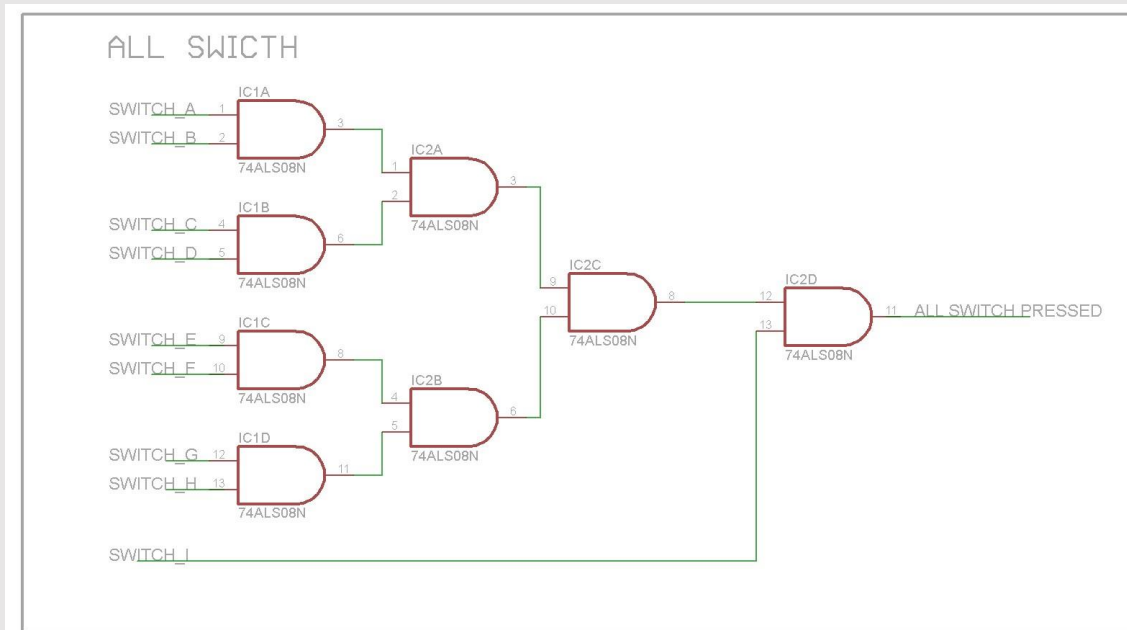 ALL SWICTH
IC1A
SWITCH_A 1
3
SWITCH_B 2
74ALS08N
IC2A
1
3
2
74ALS08N
IC1B
SWITCH_C 4
6
SWITCH_D 5
74ALS08N
IC2C
9
8
10
74ALS08N
IC2D
12
11 ALL SWITCH PRESSED
13
74ALS08N
IC1C
SWITCH_E 9
8
SWITCH_F 10
74ALS08N
IC2B
4
6
5
74ALS08N
IC1D
SWITCH_G 12
11
SWITCH_H 13
74ALS08N
SWITCH_I